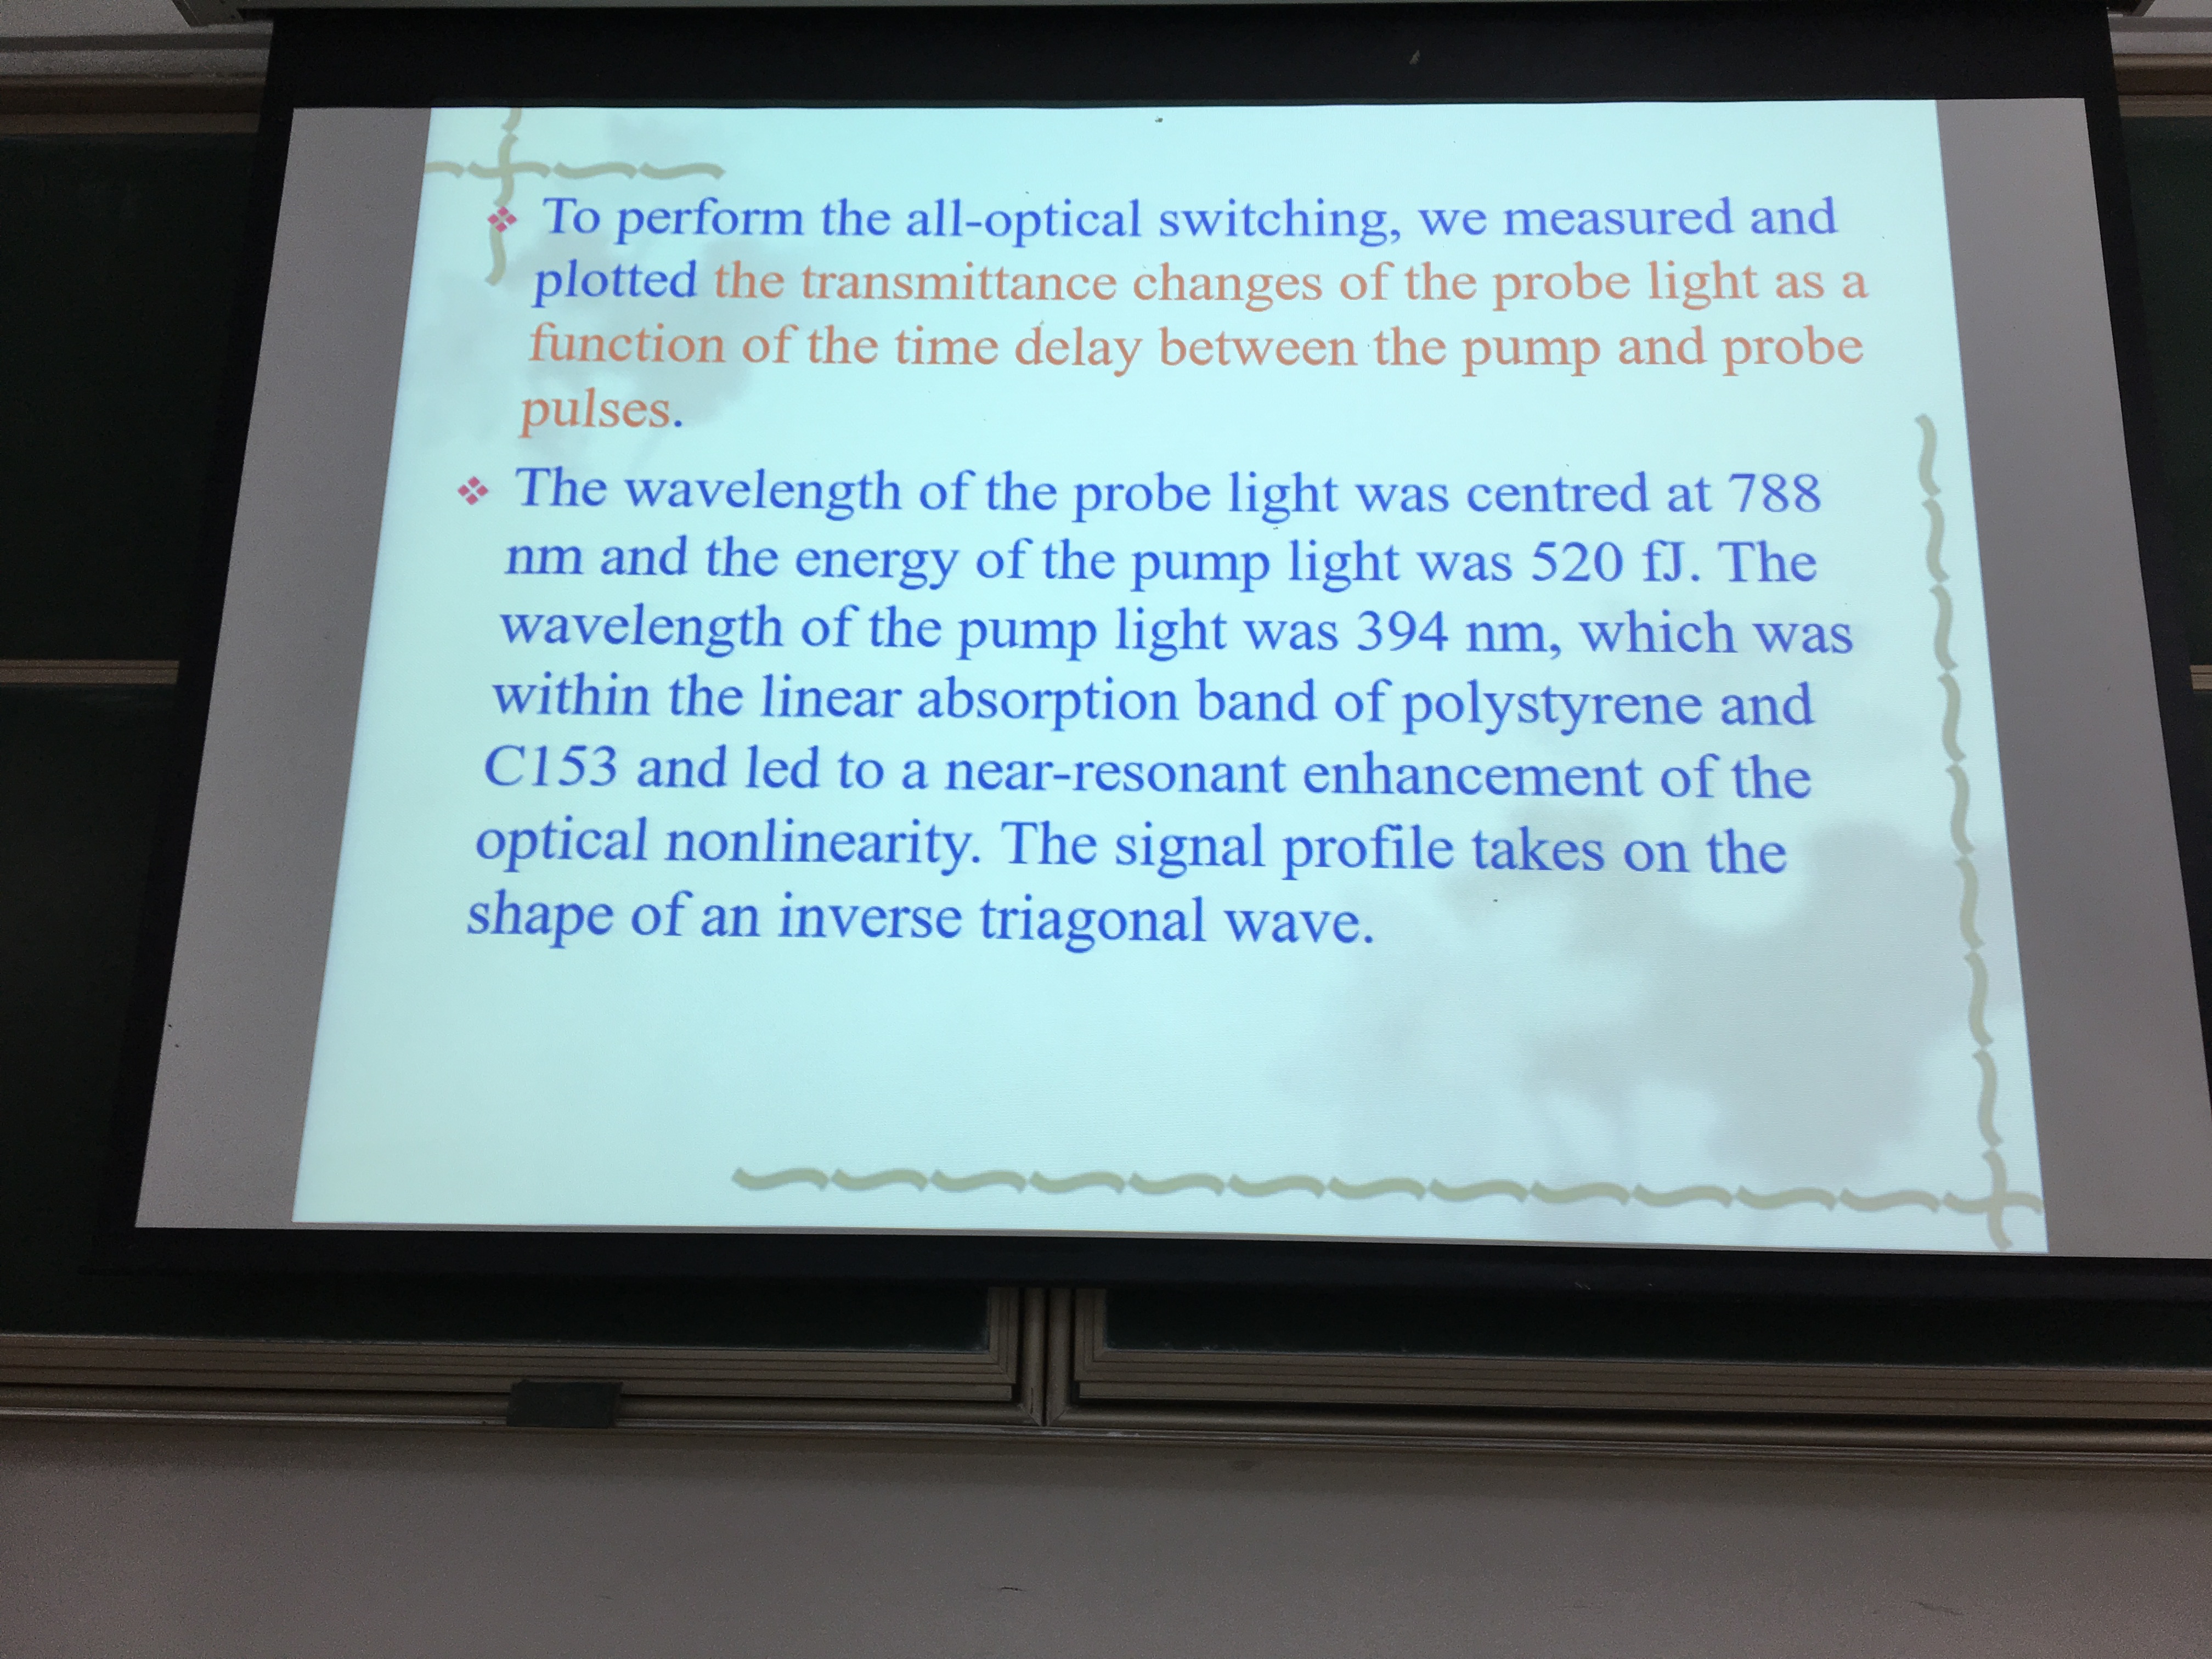 To perform the all-optical switching, we measured and
plotted the transmittance changes of the probe light as a
function of the time delay between the pump and probe
pulses.
The wavelength of the probe light was centred at 788
nm and the energy of the pump light was 520 fJ. The
wavelength of the pump light was 394 nm, which was
within the linear absorption band of polystyrene and
C153 and led to a near-resonant enhancement of the
optical nonlinearity. The signal profile takes on the
shape of an inverse triagonal wave.